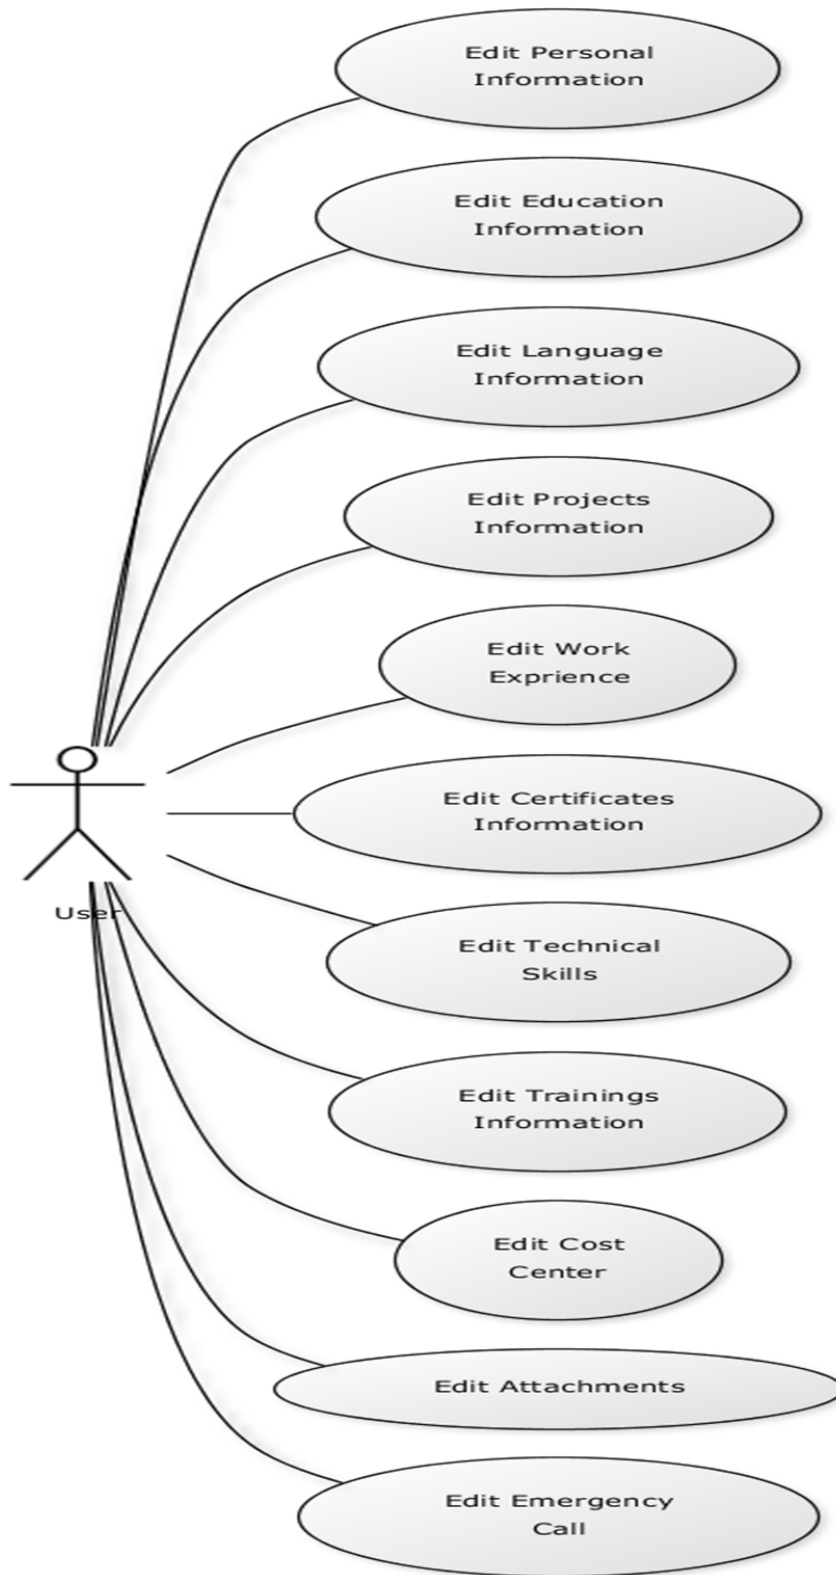 Edit Personal
Information
Edit Education
Information
Edit Language
Information
Edit Projects
Information
Edit Work
Exprience
Edit Certificates
Information
User
Edit Technical
Skills
Edit Trainings
Information
Edit Cost
Center
Edit Attachments
Edit Emergency
Call